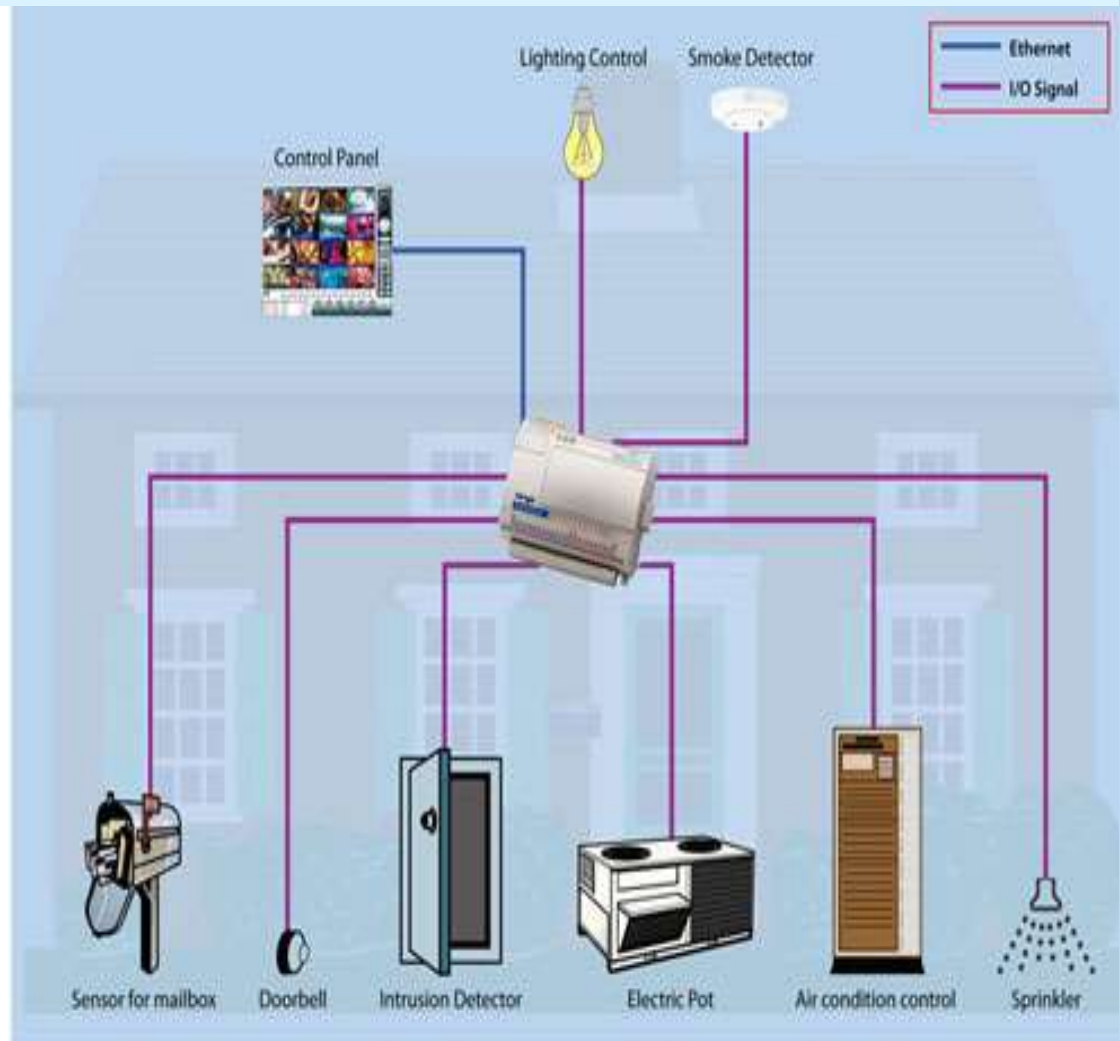 Ethernet
I/O Signal
Lighting Control
Smoke Detector
Control Panel
Sensor for mailbox
Doorbell
Intrusion Detector
Electric Pot
Air condition control
Sprinkler